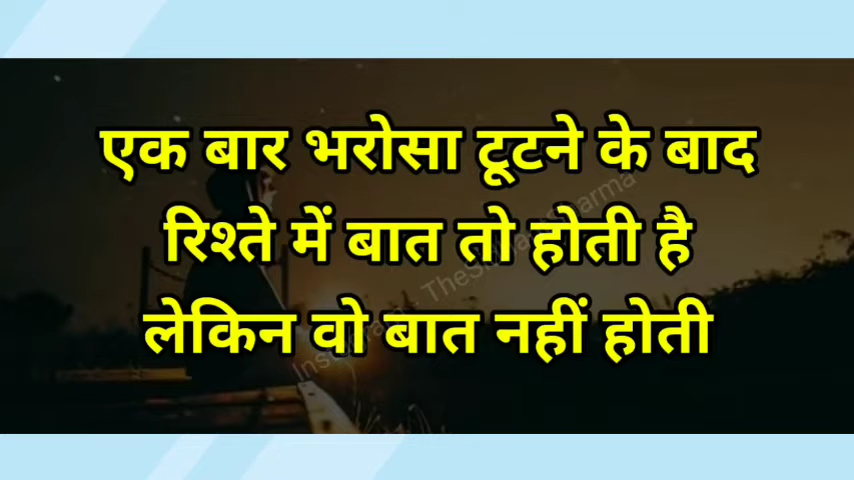 एक बार भरोसा टूटने के बाद
रिश्ते में बात तो होती है
लेकिन वो बात नहीं होती